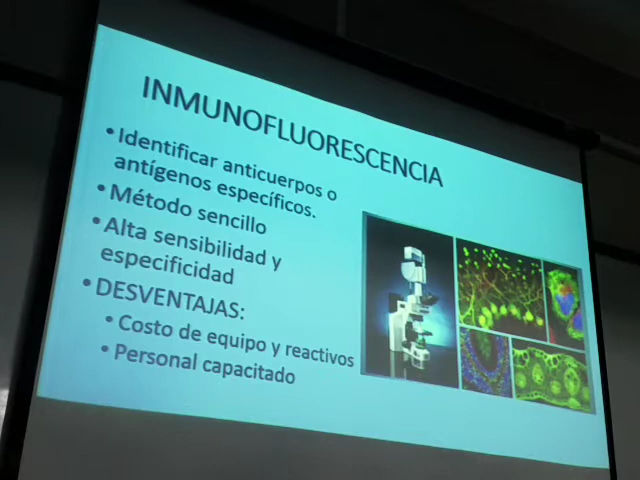 INMUNOFLUORESCENCIA
• Identificar anticuerpos o
antígenos específicos.
• Método sencillo
• Alta sensibilidad y
especificidad
• DESVENTAJAS:
• Costo de equipo y reactivos
• Personal capacitado